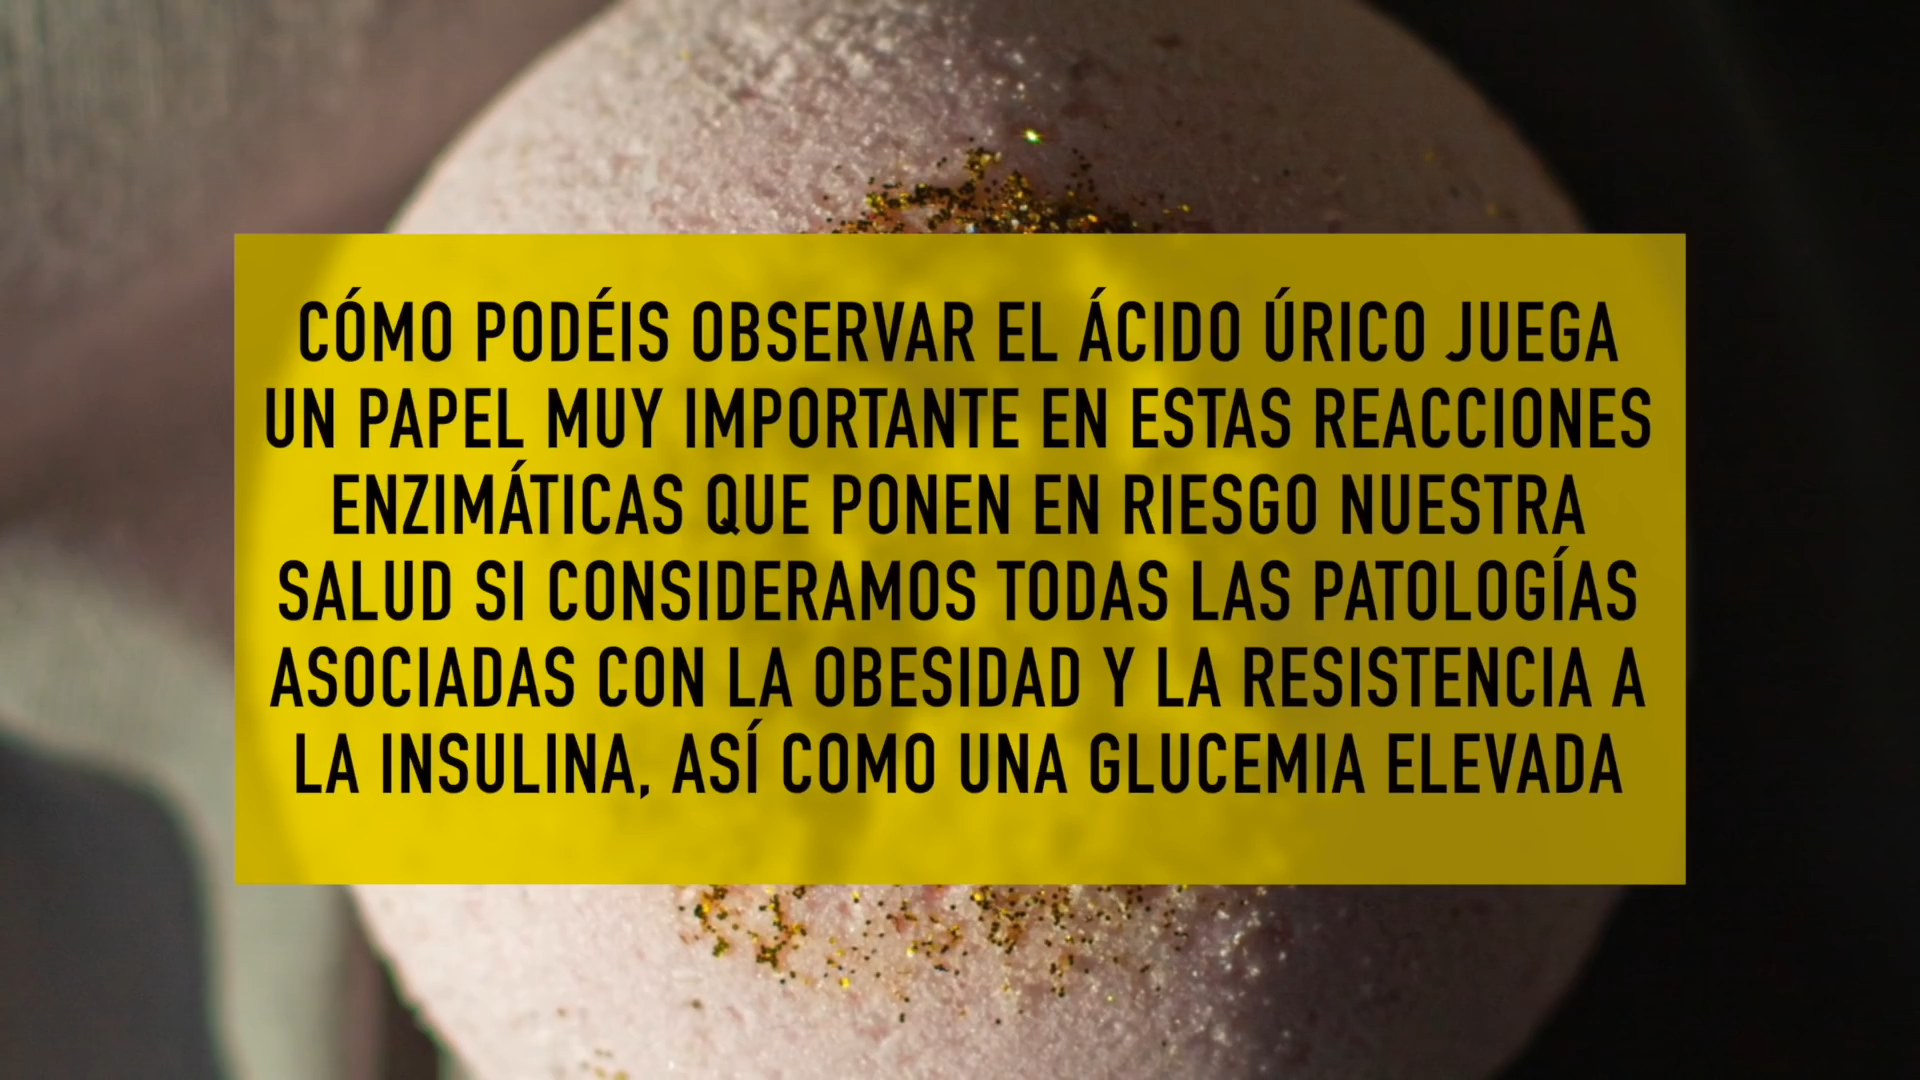 CÓMO PODÉIS OBSERVAR EL ÁCIDO ÚRICO JUEGA
UN PAPEL MUY IMPORTANTE EN ESTAS REACCIONES
ENZIMÁTICAS QUE PONEN EN RIESGO NUESTRA
SALUD SI CONSIDERAMOS TODAS LAS PATOLOGÍAS
ASOCIADAS CON LA OBESIDAD Y LA RESISTENCIA A
LA INSULINA, ASÍ COMO UNA GLUCEMIA ELEVADA